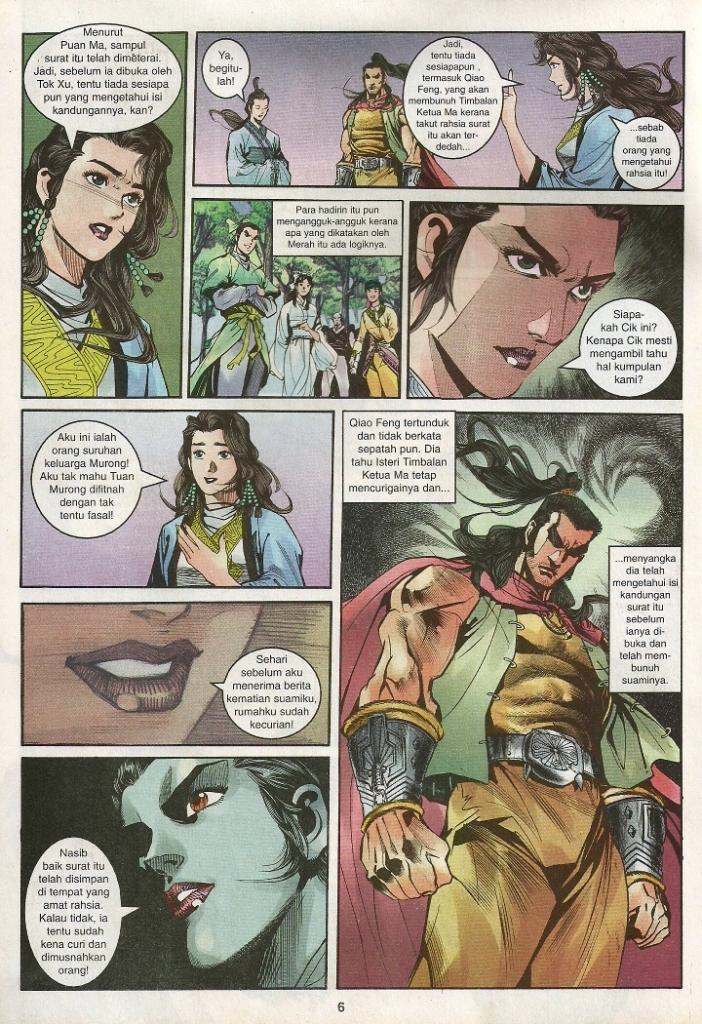 Menurut
Puan Ma, sampul
surat itu telah dimeterai.
Jadi, sebelum ia dibuka oleh
Tok Xu, tentu tiada sesiapa
pun yang mengetahui isi
kandungannya, kan?
Ya,
begitu-
lah!
Jadi,
tentu tiada
sesiapapun ,
termasuk Qiao
Feng, yang akan
membunuh Timbalan
Ketua Ma kerana
takut rahsia surat
itu akan ter-
dedah...
...sebab
tiada
orang yang
mengetahui
rahsia itu!
Para hadirin itu pun
mengangguk-angguk kerana
apa yang dikatakan oleh
Merah itu ada logiknya.
Siapa-
kah Cik ini?
Kenapa Cik mesti
mengambil tahu
hal kumpulan
kami?
Aku ini ialah
orang suruhan
keluarga Murong!
Aku tak mahu Tuan
Murong difitnah
dengan tak
tentu fasal!
Qiao Feng tertunduk
dan tidak berkata
sepatah pun. Dia
tahu Isteri Timbalan
Ketua Ma tetap
mencurigainya dan...
...menyangka
dia telah
mengetahui isi
kandungan
surat itu
sebelum
ianya di-
buka dan
telah mem-
bunuh
suaminya.
Sehari
sebelum aku
menerima berita
kematian suamiku,
rumahku sudah
kecurian!
Nasib
baik surat itu
telah disimpan
di tempat yang
amat rahsia.
Kalau tidak, ia
tentu sudah
kena curi dan
dimusnahkan
orang!
6